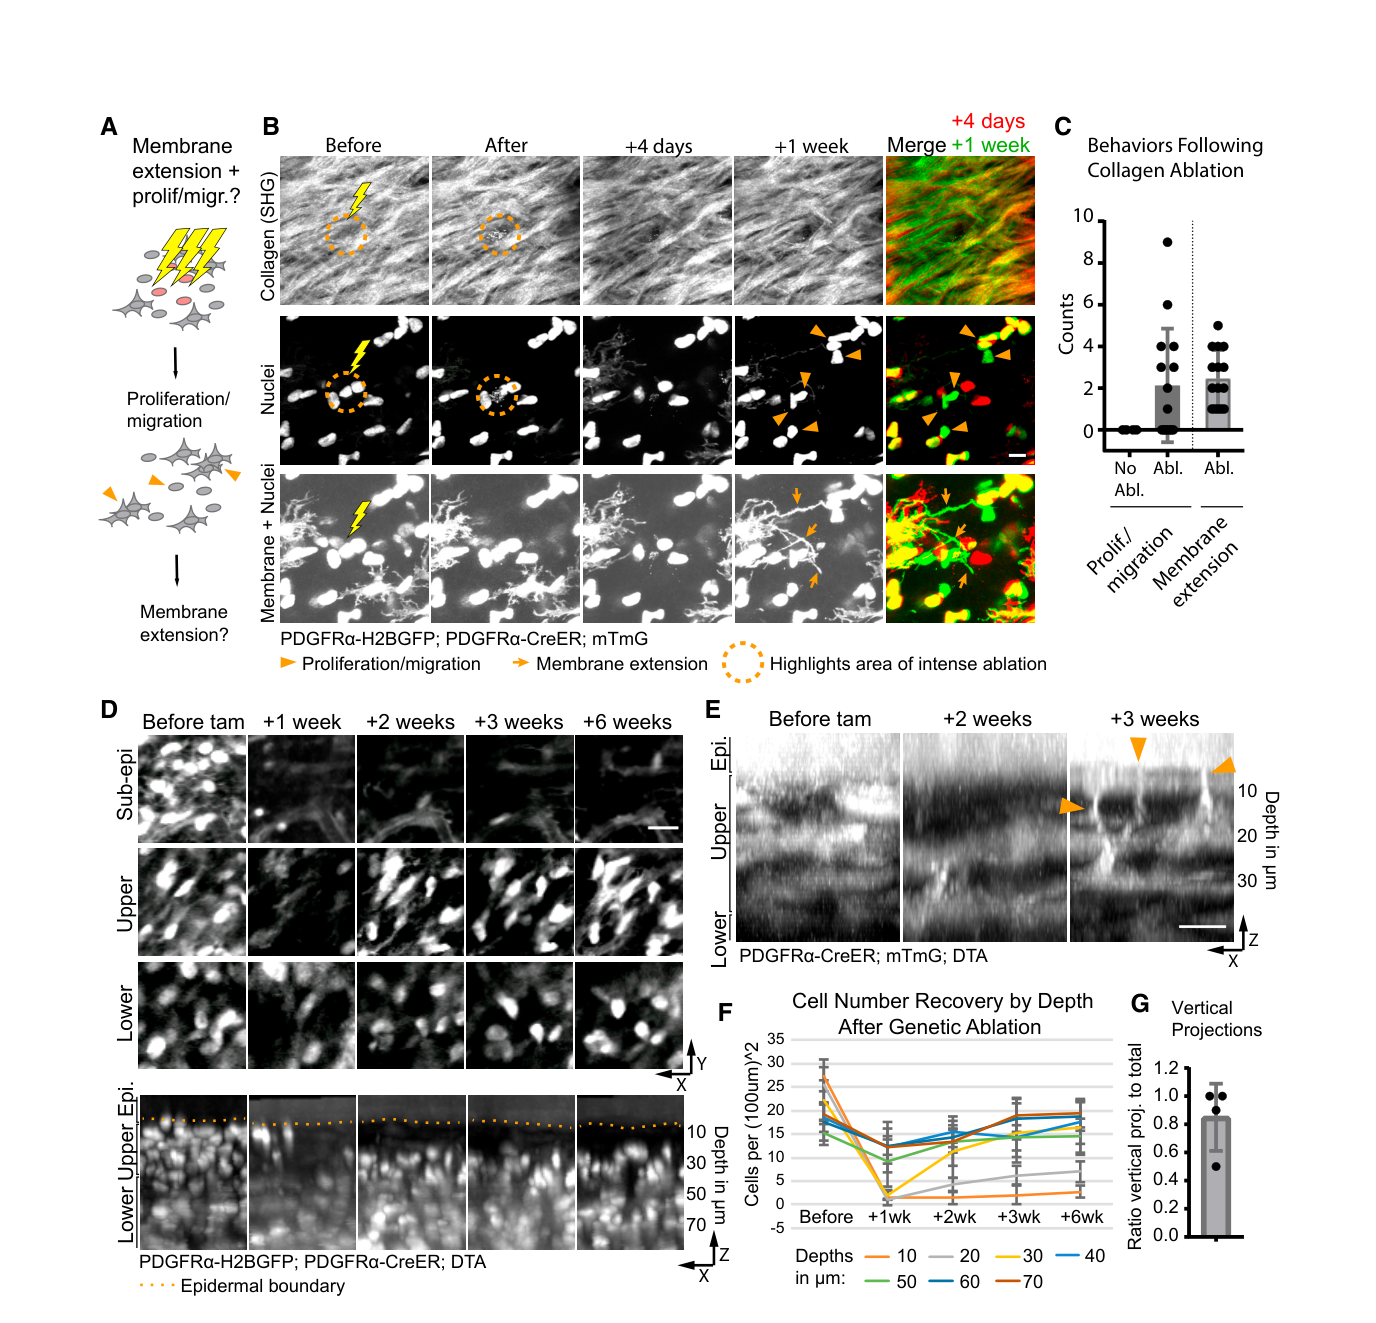 A
Membrane
extension +
prolif/migr.?
Proliferation/
migration
Membrane
extension?
B
Before
After
+4 days
+1 week
Merge
+4 days
+1 week
Collagen (SHG)
Nuclei
Membrane + Nuclei
PDGFRα-H2BGFP; PDGFRα-CreER; mTmG
Proliferation/migration
Membrane extension
Highlights area of intense ablation
C
Behaviors Following
Collagen Ablation
Counts
10
8
6
4
2
0
No
Abl.
Abl.
Abl.
Prolif./
migration
Membrane
extension
D
Before tam
+1 week
+2 weeks
+3 weeks
+6 weeks
Sub-epi
Upper
Lower
Y
X
Epi.
Upper
Lower
10
30
50
70
Depth in μm
Z
X
PDGFRα-H2BGFP; PDGFRα-CreER; DTA
Epidermal boundary
E
Before tam
+2 weeks
+3 weeks
Epi.
Upper
Lower
10
20
30
Depth in μm
Z
X
PDGFRα-CreER; mTmG; DTA
F
Cell Number Recovery by Depth
After Genetic Ablation
Cells per (100um)^2
35
30
25
20
15
10
5
0
-5
Before
+1wk
+2wk
+3wk
+6wk
Depths
in μm:
10
20
30
40
50
60
70
G
Vertical
Projections
Ratio vertical proj. to total
1.2
1.0
0.8
0.6
0.4
0.2
0.0